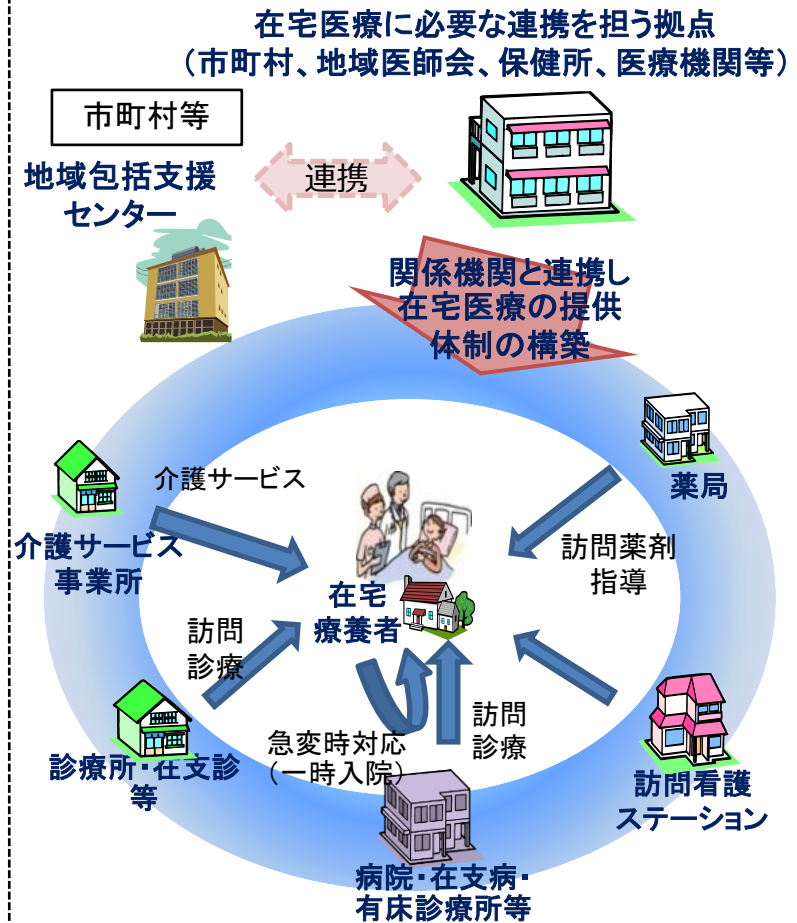 在宅医療に必要な連携を担う拠点
（市町村、地域医師会、保健所、医療機関等）
市町村等
地域包括支援
センター
連携
関係機関と連携し
在宅医療の提供
体制の構築
薬局
介護サービス
介護サービス
事業所
訪問薬剤
指導
在宅
療養者
訪問
診療
訪問
診療
急変時対応
（一時入院）
診療所・在支診
等
訪問看護
ステーション
病院・在支病・
有床診療所等